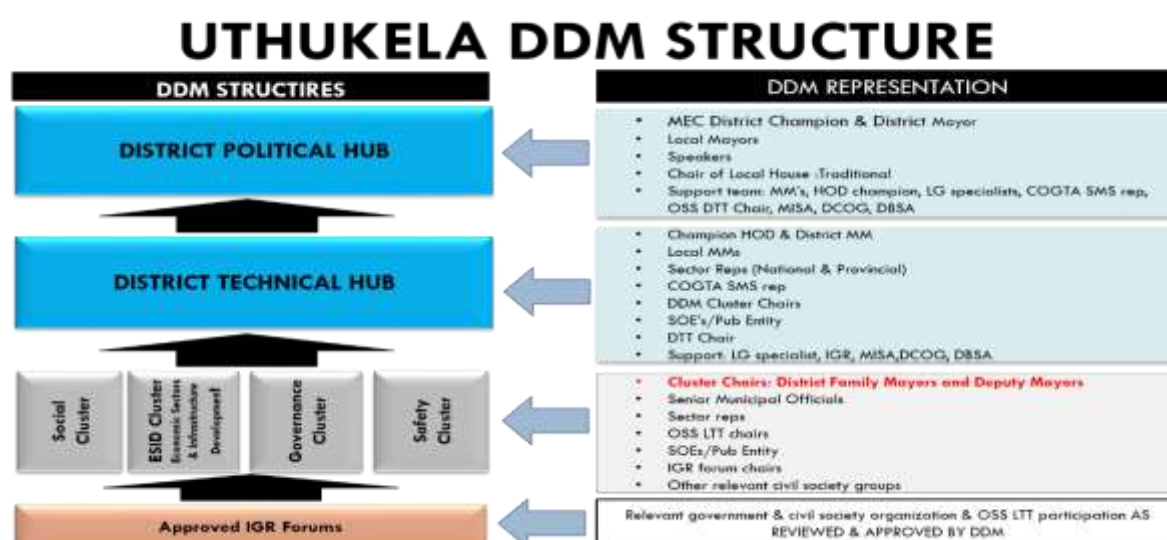 UTHUKELA DDM STRUCTURE
DDM STRUCTIRES
DISTRICT POLITICAL HUB
DISTRICT TECHNICAL HUB
Social
Cluster
ESID Cluster
Economic Sectors
& Infrastructure
Development
Governance
Cluster
Safety
Cluster
Approved IGR Forums
DDM REPRESENTATION
• MEC District Champion & District Mayor
• Local Mayors
• Speakers
• Chair of Local House -Traditional
• Support team: MM's, HOD champion, LG specialists, COGTA SMS rep,
OSS DTT Chair, MISA, DCOG, DBSA
• Champion HOD & District MM
• Local MMs
• Sector Reps (National & Provincial)
• COGTA SMS rep
• DDM Cluster Chairs
• SOE's/Pub Entity
• DTT Chair
• Support: LG specialist, IGR, MISA,DCOG, DBSA
• Cluster Chairs: District Family Mayors and Deputy Mayors
• Senior Municipal Officials
• Sector reps
• OSS LTT chairs
• SOEs/Pub Entity
• IGR forum chairs
• Other relevant civil society groups
Relevant government & civil society organization & OSS LTT participation AS
REVIEWED & APPROVED BY DDM